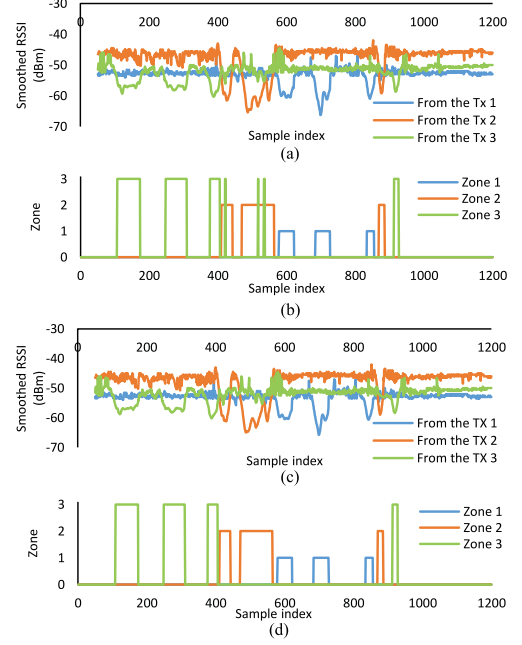 -30
0 200 400 600 800 1000 1200
-40
-50
-60
-70
Smoothed RSSI
(dBm)
From the Tx 1
From the Tx 2
From the Tx 3
Sample index
(a)
3
2
1
0
Zone
Zone 1
Zone 2
Zone 3
0 200 400 600 800 1000 1200
Sample index
(b)
-30
0 200 400 600 800 1000 1200
-40
-50
-60
-70
Smoothed RSSI
(dBm)
From the TX 1
From the TX 2
From the TX 3
Sample index
(c)
3
2
1
0
Zone
Zone 1
Zone 2
Zone 3
0 200 400 600 800 1000 1200
Sample index
(d)